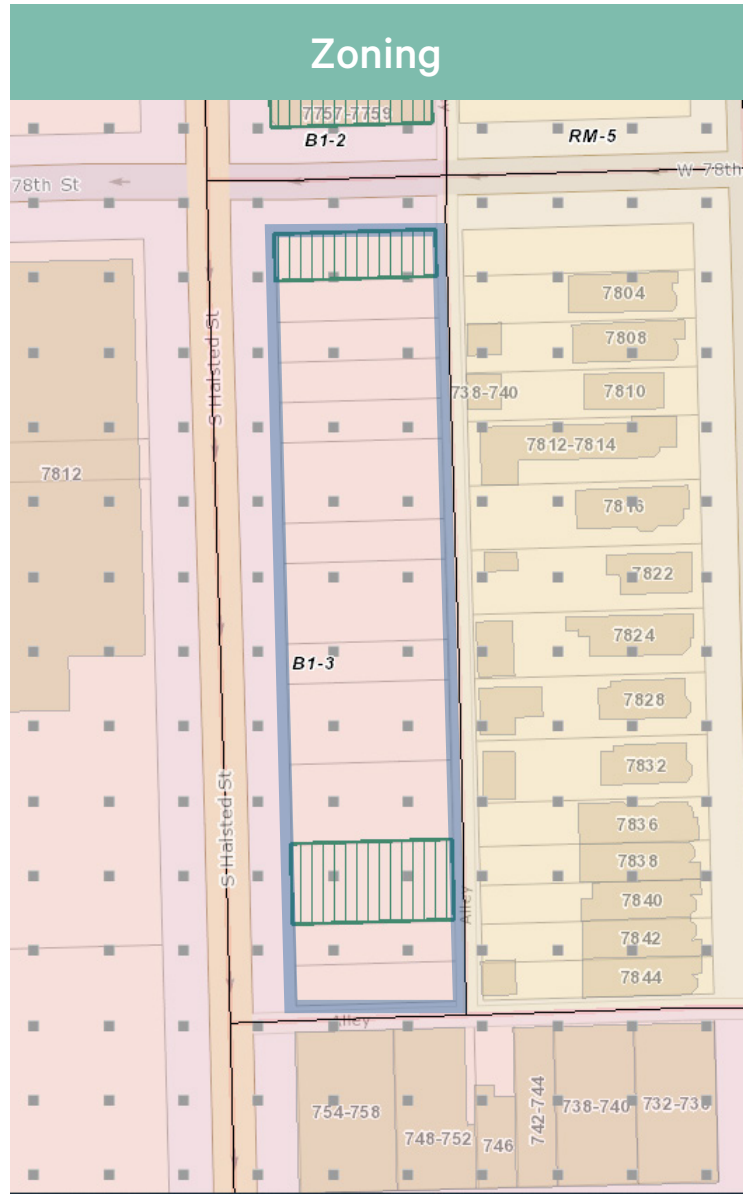 Zoning
7757-7759
B1-2
RM-5
78th St
W 78th
7804
7808
738-740
7810
S Halsted St
7812-7814
7812
7816
7822
7824
B1-3
7828
7832
S Halsted St
7836
7838
7840
Alley
7842
7844
Alley
754-758
748-752
746
742-744
738-740
732-736